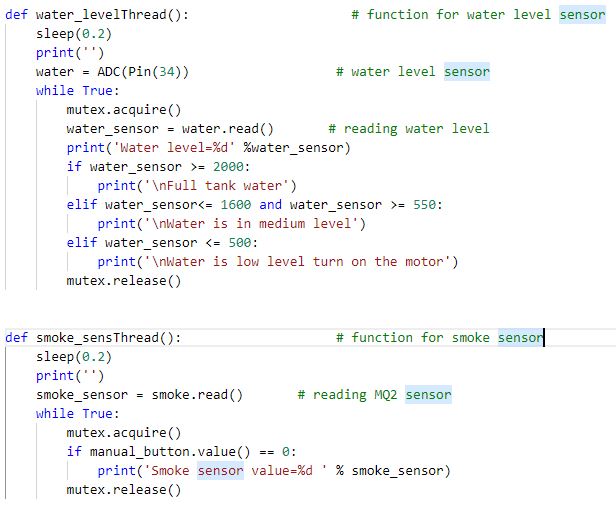 def water_levelThread():                     # function for water level sensor
    sleep(0.2)
    print('')
    water = ADC(Pin(34))                   # water level sensor
    while True:
        mutex.acquire()
        water_sensor = water.read()       # reading water level
        print('Water level=%d' %water_sensor)
        if water_sensor >= 2000:
            print('\nFull tank water')
        elif water_sensor<= 1600 and water_sensor >= 550:
            print('\nWater is in medium level')
        elif water_sensor <= 500:
            print('\nWater is low level turn on the motor')
        mutex.release()
def smoke_sensThread():                    # function for smoke sensor
    sleep(0.2)
    print('')
    smoke_sensor = smoke.read()       # reading MQ2 sensor
    while True:
        mutex.acquire()
        if manual_button.value() == 0:
            print('Smoke sensor value=%d ' % smoke_sensor)
        mutex.release()